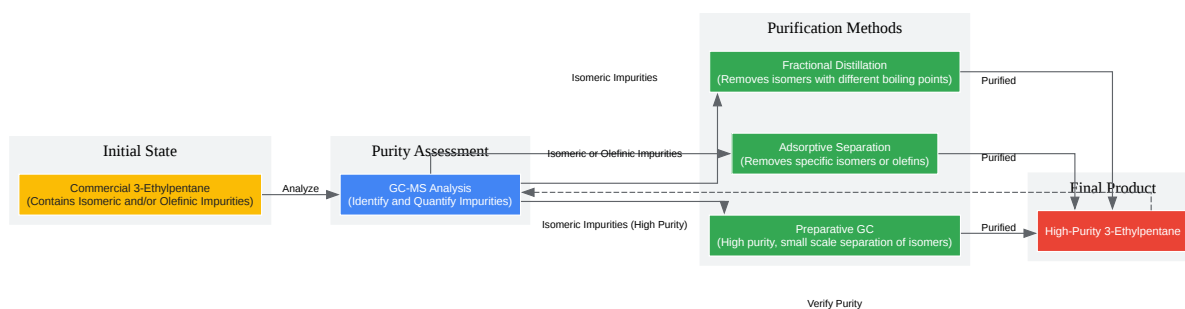 Purification Methods
Isomeric Impurities
Fractional Distillation
(Removes isomers with different boiling points)
Purified
Initial State
Purity Assessment
Isomeric or Olefinic Impurities
Adsorptive Separation
(Removes specific isomers or olefins)
Purified
Commercial 3-Ethylpentane
(Contains Isomeric and/or Olefinic Impurities)
Analyze
GC-MS Analysis
(Identify and Quantify Impurities)
Final Product
Isomeric Impurities (High Purity)
Preparative GC
(High purity, small scale separation of isomers)
Purified
High-Purity 3-Ethylpentane
Verify Purity